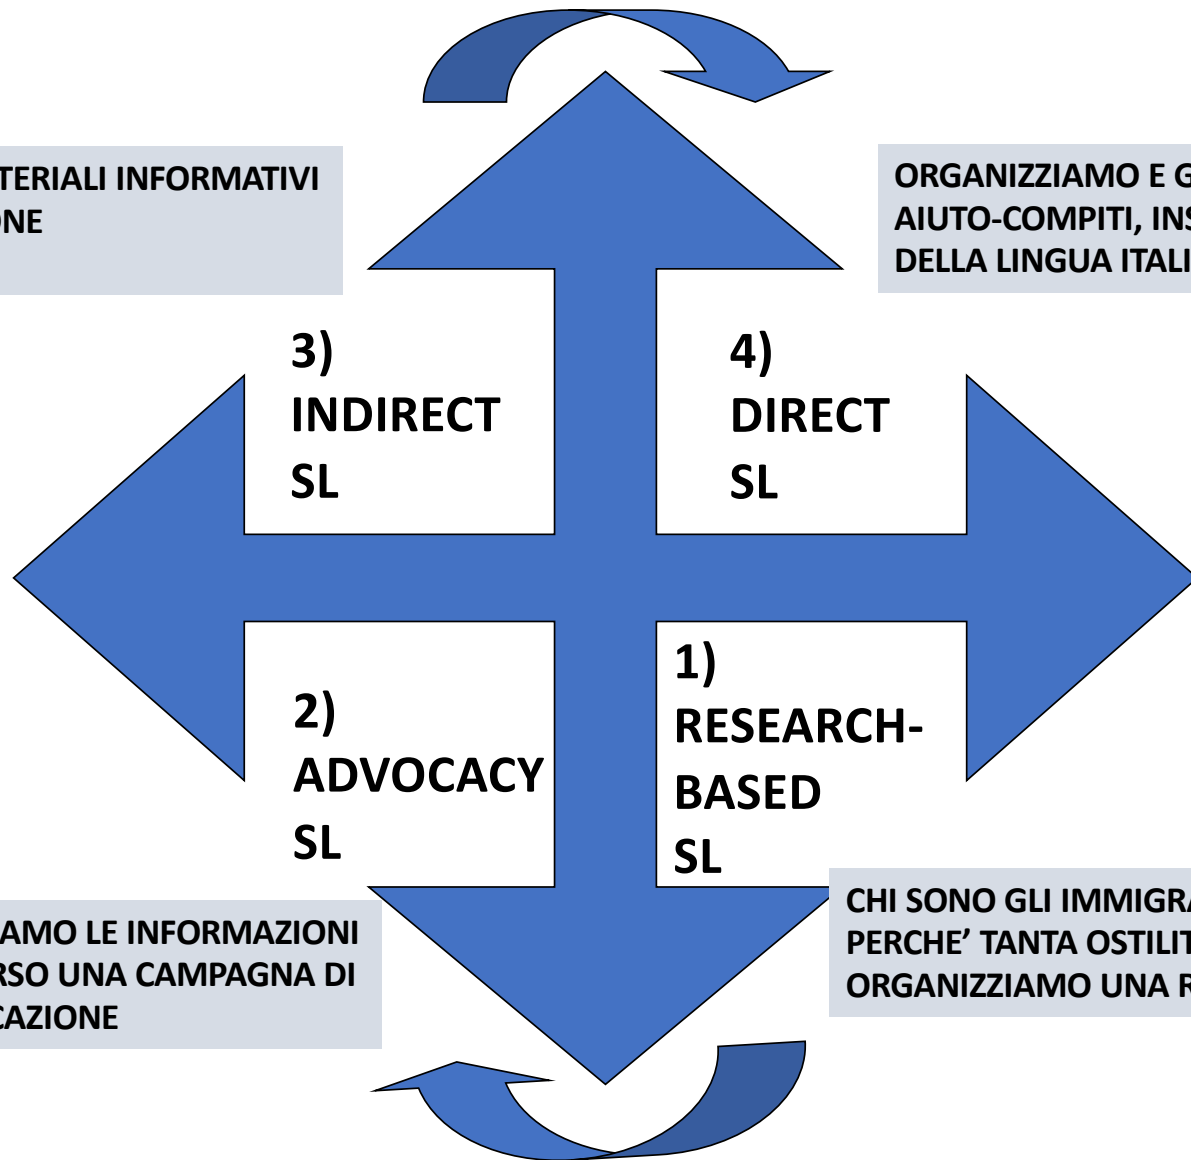 TERIALI INFORMATIVI
ONE
ORGANIZZIAMO E G
AIUTO-COMPITI, INS
DELLA LINGUA ITALI
3)
INDIRECT
SL
4)
DIRECT
SL
2)
ADVOCACY
SL
1)
RESEARCH-
BASED
SL
AMO LE INFORMAZIONI
RSO UNA CAMPAGNA DI
CAZIONE
CHI SONO GLI IMMIGRA
PERCHE’ TANTA OSTILIT
ORGANIZZIAMO UNA R